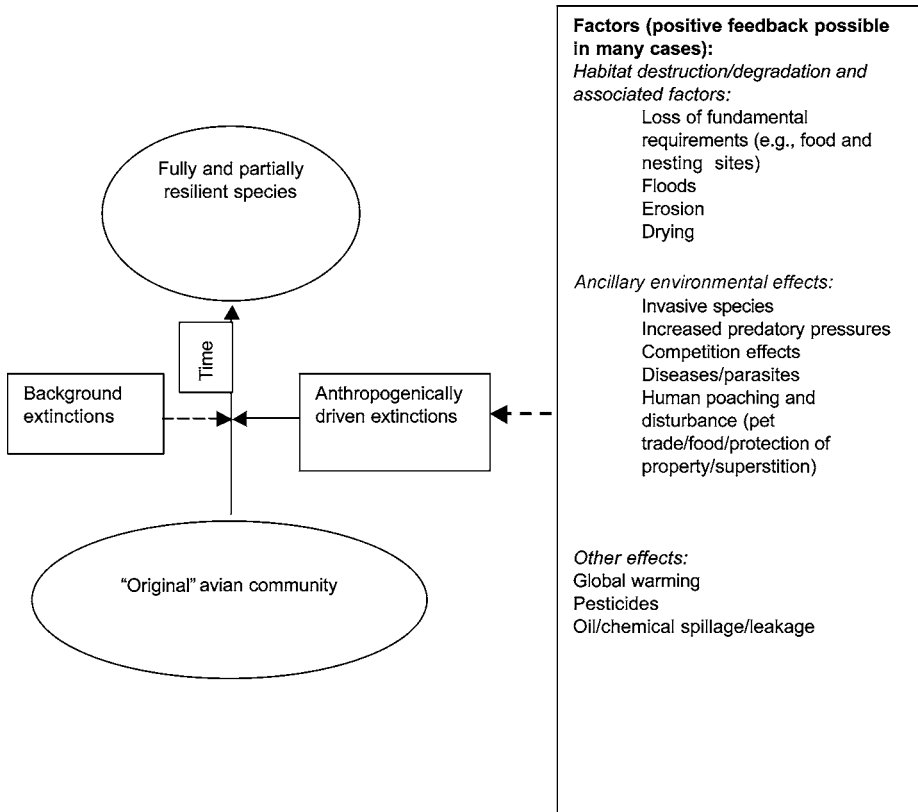 Fully and partially
resilient species
Time
Background
extinctions
Anthropogenically
driven extinctions
“Original” avian community
Factors (positive feedback possible
in many cases):
Habitat destruction/degradation and
associated factors:
Loss of fundamental
requirements (e.g., food and
nesting sites)
Floods
Erosion
Drying
Ancillary environmental effects:
Invasive species
Increased predatory pressures
Competition effects
Diseases/parasites
Human poaching and
disturbance (pet
trade/food/protection of
property/superstition)
Other effects:
Global warming
Pesticides
Oil/chemical spillage/leakage